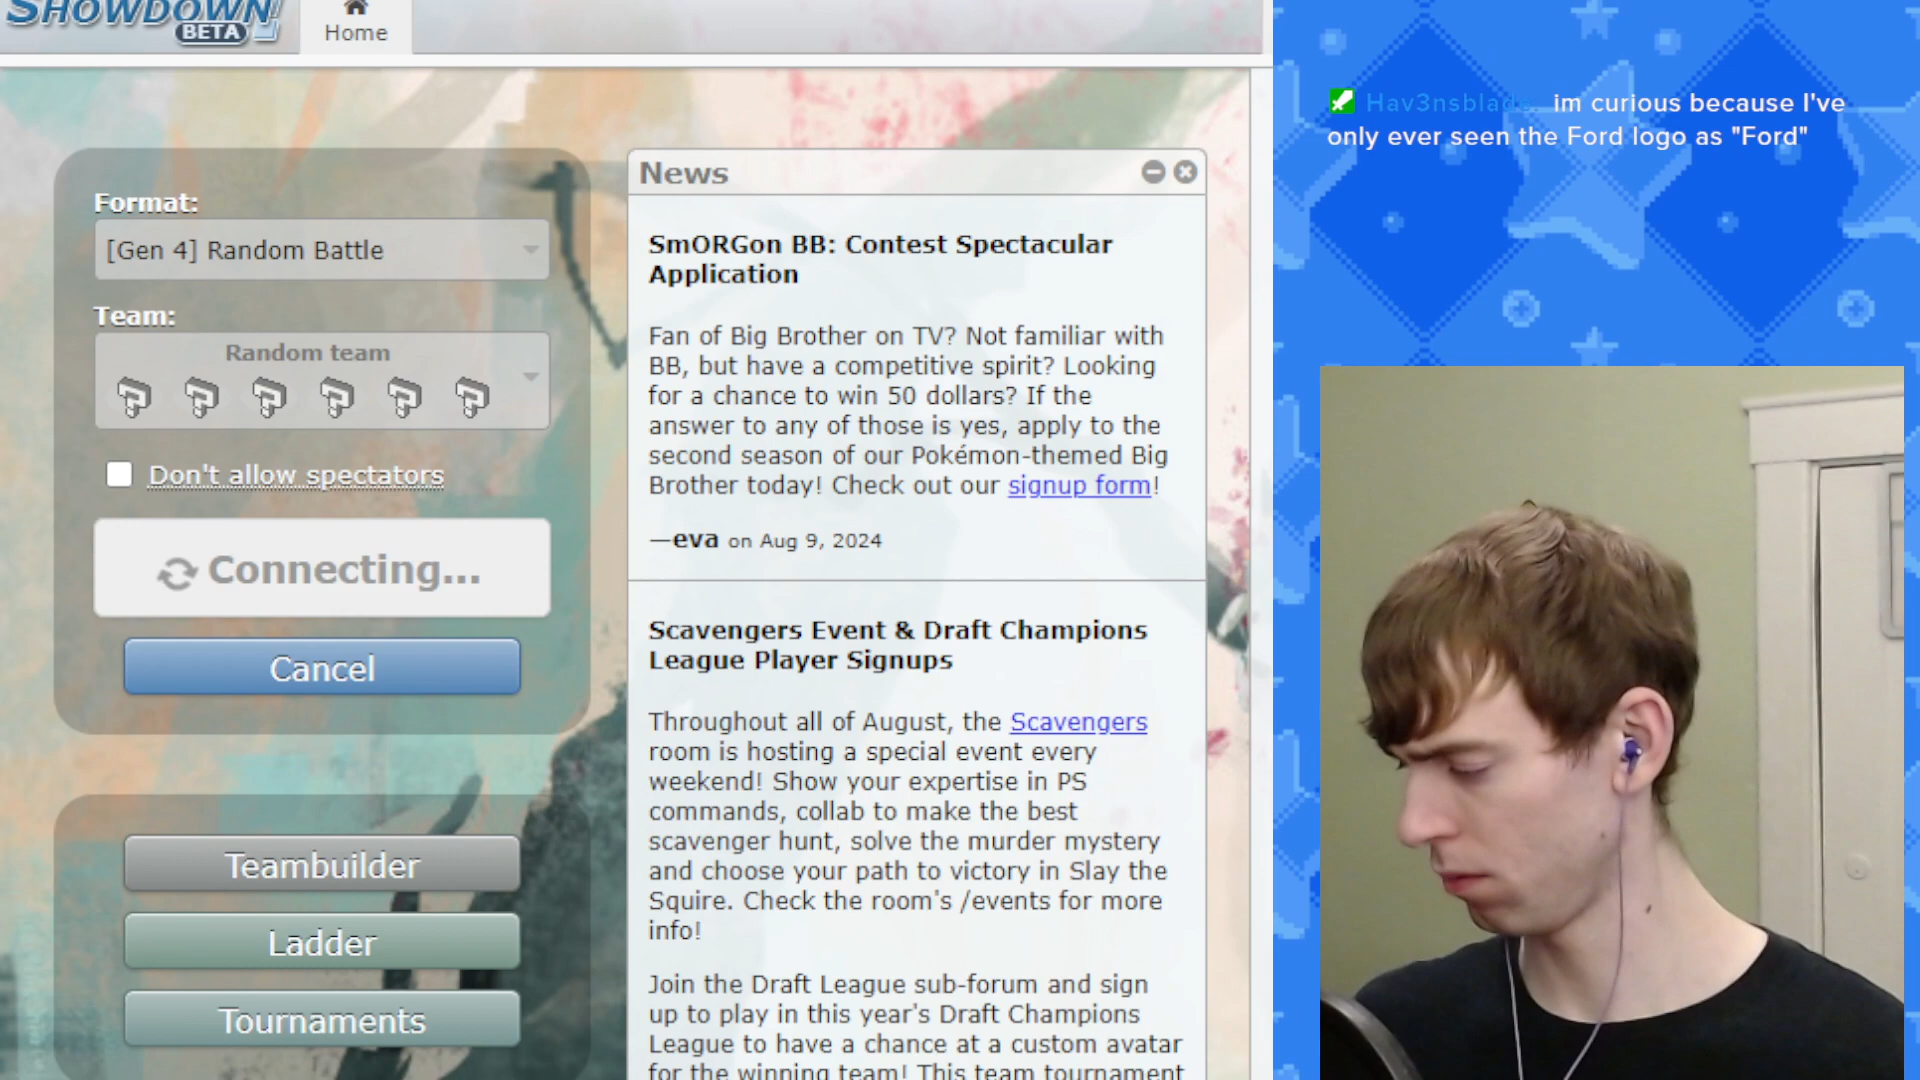 SHOWDOWN!
BETA
Home
Format:
[Gen 4] Random Battle
Team:
Random team
Don't allow spectators
Connecting...
Cancel
Teambuilder
Ladder
Tournaments
News
SmORGon BB: Contest Spectacular
Application
Fan of Big Brother on TV? Not familiar with
BB, but have a competitive spirit? Looking
for a chance to win 50 dollars? If the
answer to any of those is yes, apply to the
second season of our Pokémon-themed Big
Brother today! Check out our signup form!
—eva on Aug 9, 2024
Scavengers Event & Draft Champions
League Player Signups
Throughout all of August, the Scavengers
room is hosting a special event every
weekend! Show your expertise in PS
commands, collab to make the best
scavenger hunt, solve the murder mystery
and choose your path to victory in Slay the
Squire. Check the room's /events for more
info!
Join the Draft League sub-forum and sign
up to play in this year's Draft Champions
League to have a chance at a custom avatar
for the winning team! This team tournament
Hav3nsblade: im curious because I've
only ever seen the Ford logo as "Ford"